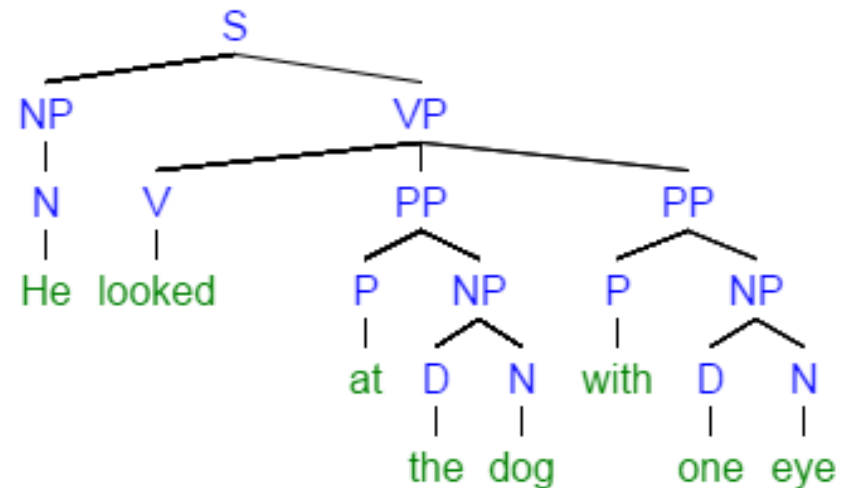 S
NP VP
N V PP PP
He looked P NP P NP
at D N with D N
the dog one eye